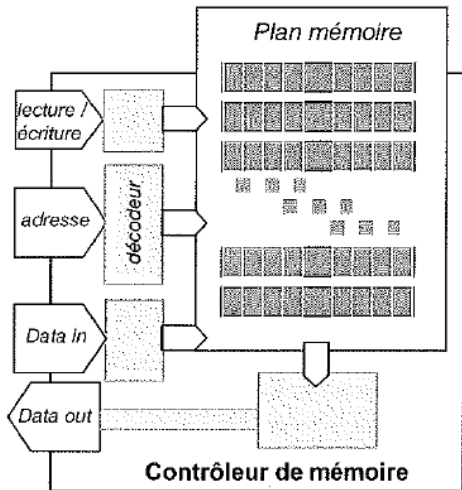 Plan mémoire
lecture /
écriture
adresse
décodeur
Data in
Data out
Contrôleur de mémoire